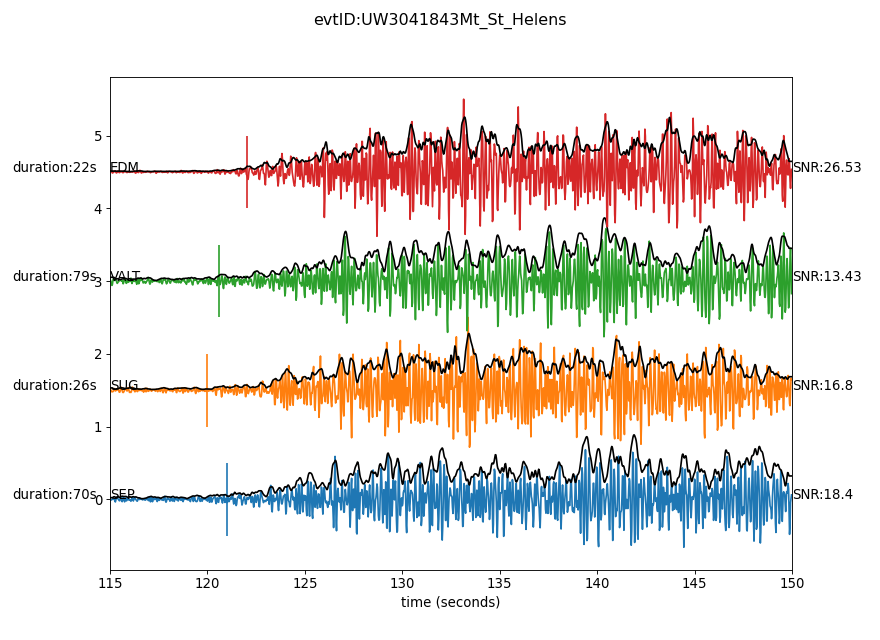 evtID:UW3041843Mt_St_Helens
5
duration:22s EDM SNR:26.53
4
duration:79s VALT SNR:13.43
3
2
duration:26s SUG SNR:16.8
1
duration:70s SEP SNR:18.4
0
115 120 125 130 135 140 145 150
time (seconds)